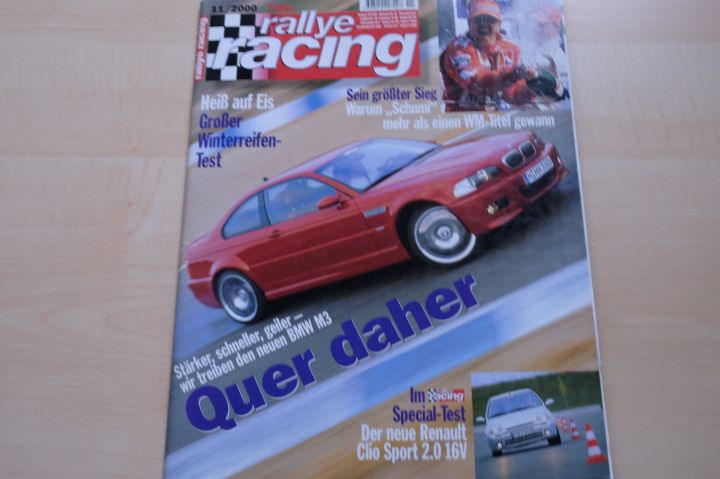 11/2000
rallye
racing
rallye racing
Heiß auf Eis
Großer
Winterreifen-
Test
Sein größter Sieg
Warum „Schumi"
mehr als einen WM-Titel gewann
Stärker, schneller, geiler –
wir treiben den neuen BMW M3
Quer daher
Im racing
Special-Test
Der neue Renault
Clio Sport 2.0 16V